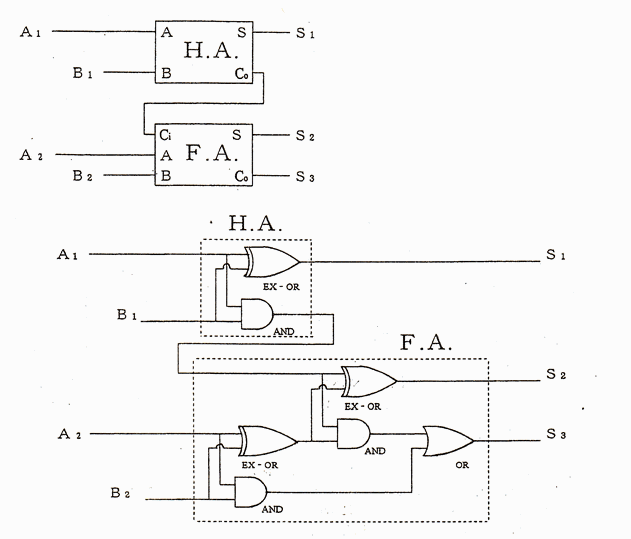 A1 A S S1
H.A.
B1 B Co
Ci S S2
A2 A F.A.
B2 B Co S3
H.A.
A1 S1
EX-OR
B1
AND
F.A.
S2
EX-OR
A2 S3
AND
EX-OR OR
B2
AND